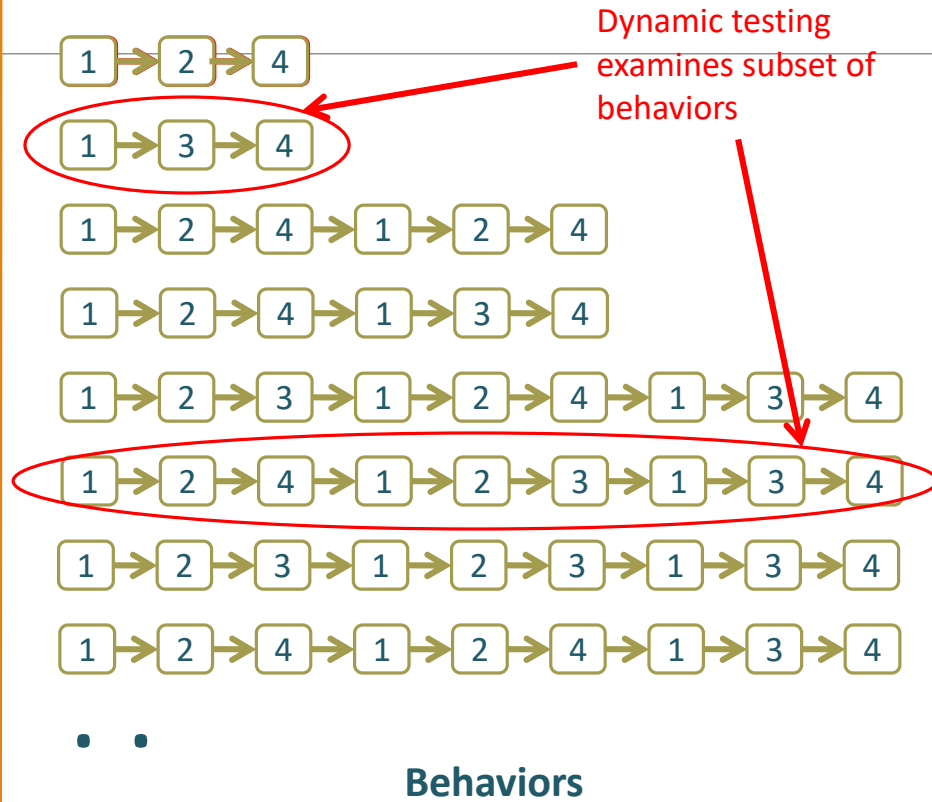 Dynamic testing
examines subset of
behaviors
1 2 4
1 3 4
1 2 4 1 2 4
1 2 4 1 3 4
1 2 3 1 2 4 1 3 4
1 2 4 1 2 3 1 3 4
1 2 3 1 2 3 1 3 4
1 2 4 1 2 4 1 3 4
. .
Behaviors